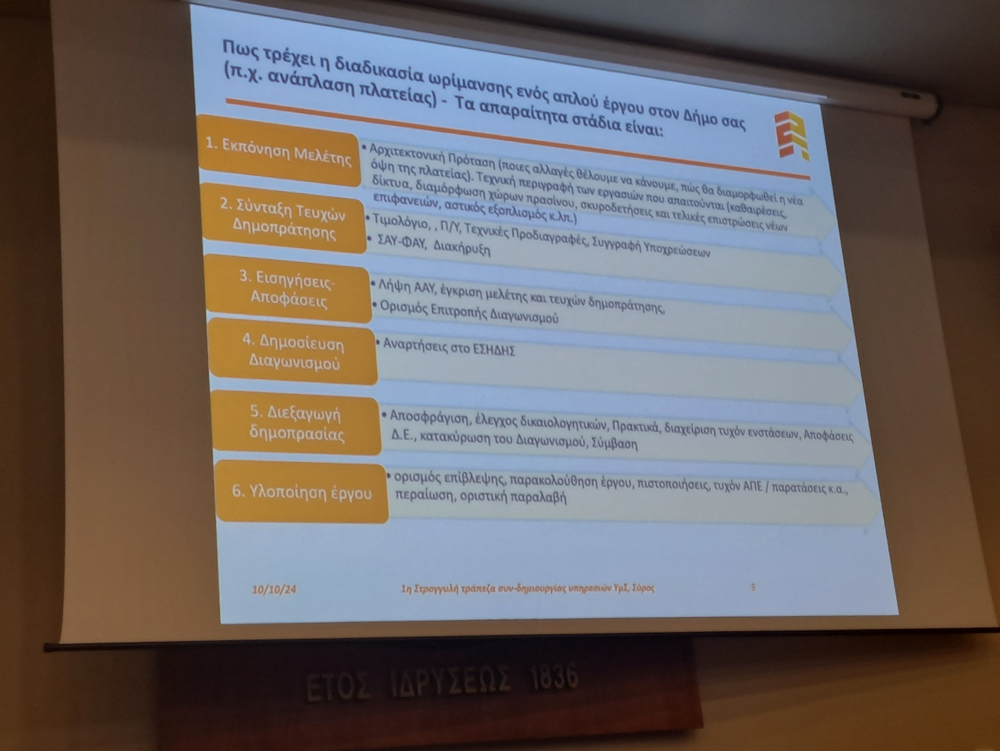 Πως τρέχει η διαδικασία ωρίμανσης ενός απλού έργου στον Δήμο σας
(π.χ. ανάπλαση πλατείας) - Τα απαραίτητα στάδια είναι:
1. Εκπόνηση Μελέτης
• Αρχιτεκτονική Πρόταση (ποιες αλλαγές θέλουμε να κάνουμε, πώς θα διαμορφωθεί η νέα
όψη της πλατείας). Τεχνική περιγραφή των εργασιών που απαιτούνται (καθαιρέσεις,
δίκτυα, διαμόρφωση χώρων πρασίνου, σκυροδετήσεις και τελικές επιστρώσεις νέων
επιφανειών, αστικός εξοπλισμός κ.λπ.)
2. Σύνταξη Τευχών
Δημοπράτησης
• Τιμολόγιο, , Π/Υ, Τεχνικές Προδιαγραφές, Συγγραφή Υποχρεώσεων
• ΣΑΥ-ΦΑΥ, Διακήρυξη
3. Εισηγήσεις-
Αποφάσεις
• Λήψη ΑΑΥ, έγκριση μελέτης και τευχών δημοπράτησης,
• Ορισμός Επιτροπής Διαγωνισμού
4. Δημοσίευση
Διαγωνισμού
• Αναρτήσεις στο ΕΣΗΔΗΣ
5. Διεξαγωγή
δημοπρασίας
• Αποσφράγιση, έλεγχος δικαιολογητικών, Πρακτικά, διαχείριση τυχόν ενστάσεων, Αποφάσεις
Δ.Ε., κατακύρωση του Διαγωνισμού, Σύμβαση
6. Υλοποίηση έργου
• ορισμός επίβλεψης, παρακολούθηση έργου, πιστοποιήσεις, τυχόν ΑΠΕ / παρατάσεις κ.α.,
περαίωση, οριστική παραλαβή
10/10/24
1η Στρογγυλή τράπεζα συν-δημιουργίας υπηρεσιών ΥμΣ, Σύρος
9
ΕΤΟΣ ΙΔΡΥΣΕΩΣ 1836